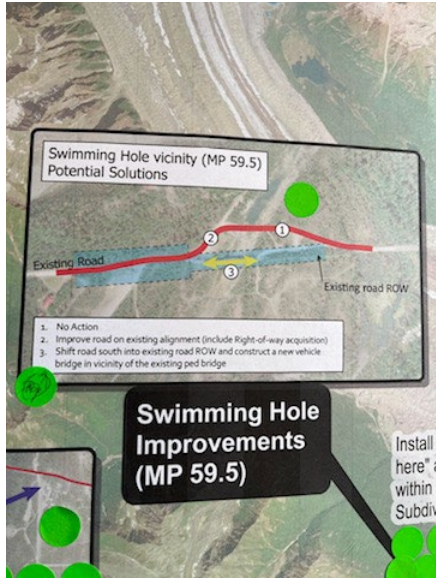 Swimming Hole vicinity (MP 59.5)
Potential Solutions
2
1
Existing Road
3
Existing road ROW
1. No Action
2. Improve road on existing alignment (include Right-of-way acquisition)
3. Shift road south into existing road ROW and construct a new vehicle
bridge in vicinity of the existing ped bridge
Swimming Hole
Improvements
(MP 59.5)
Install
here"
within
Subdiv